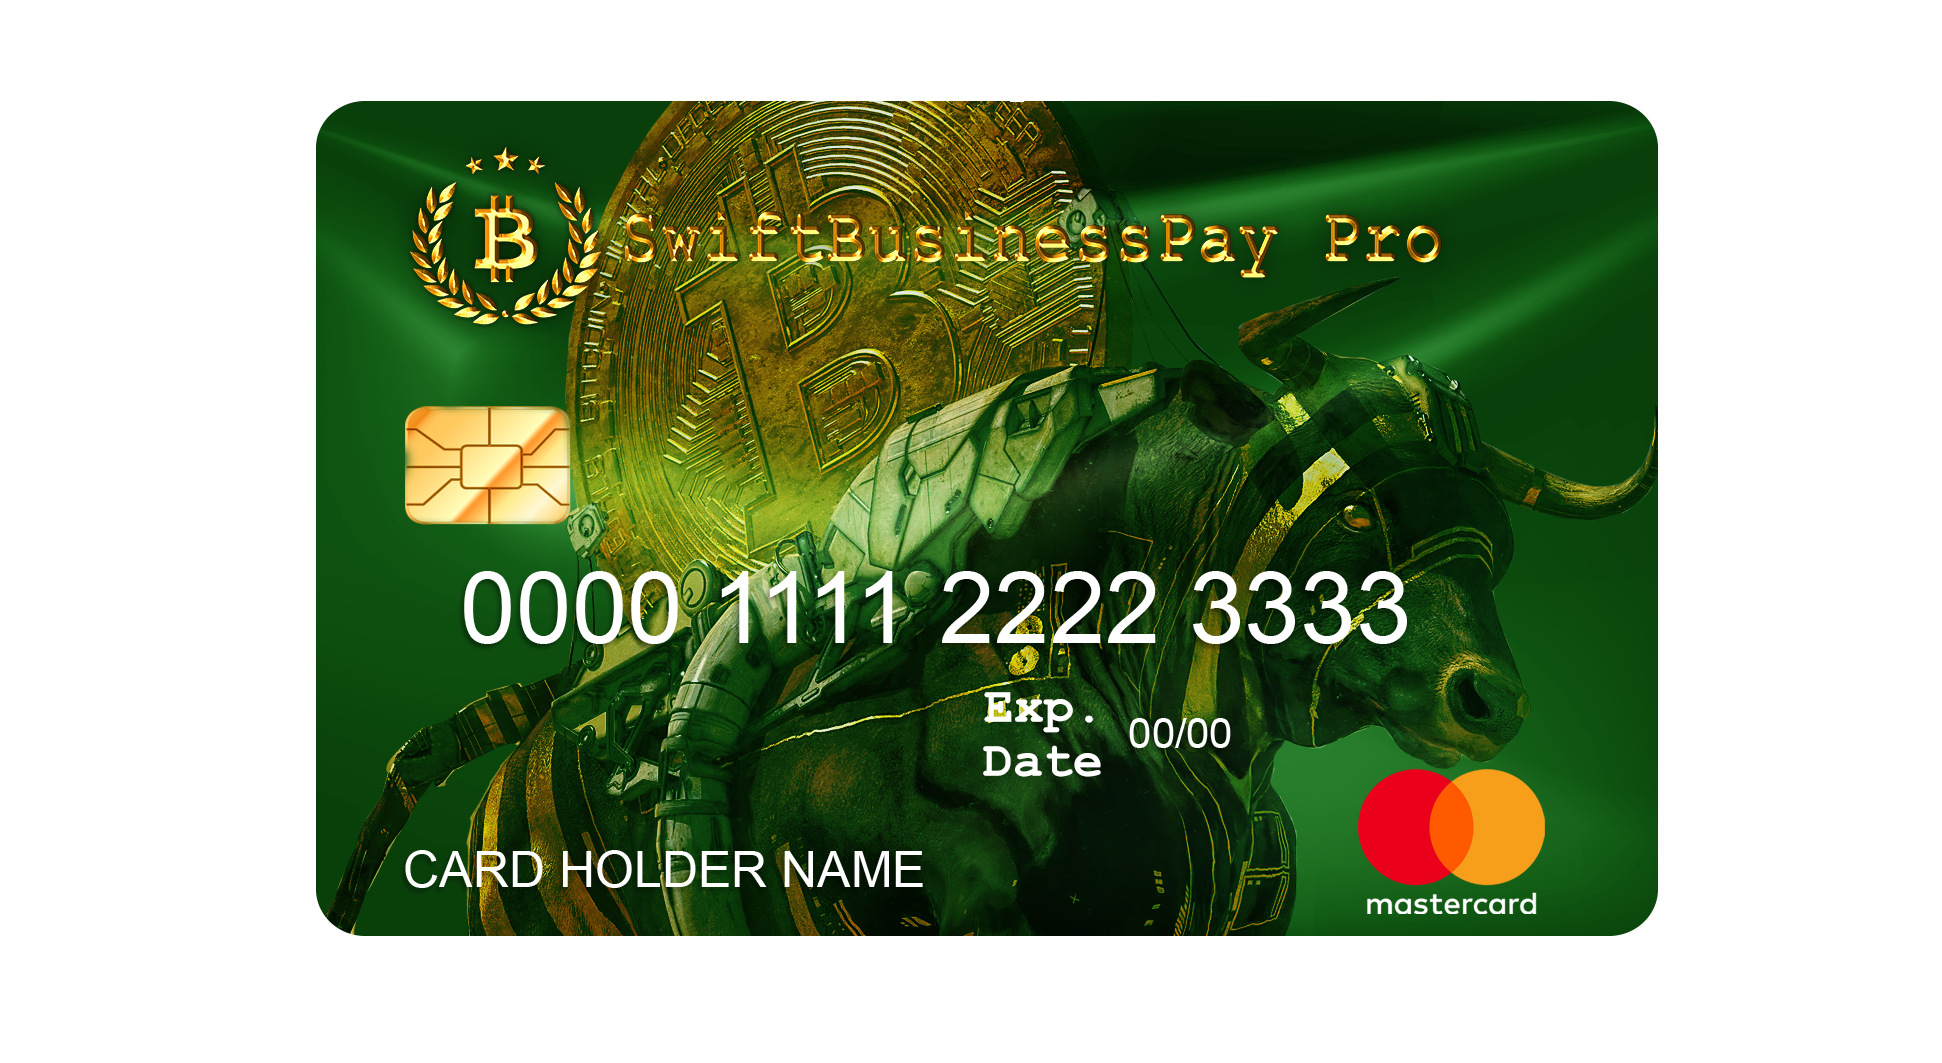 SwiftBusinessPay Pro
0000 1111 2222 3333
Exp.
Date
00/00
CARD HOLDER NAME
mastercard